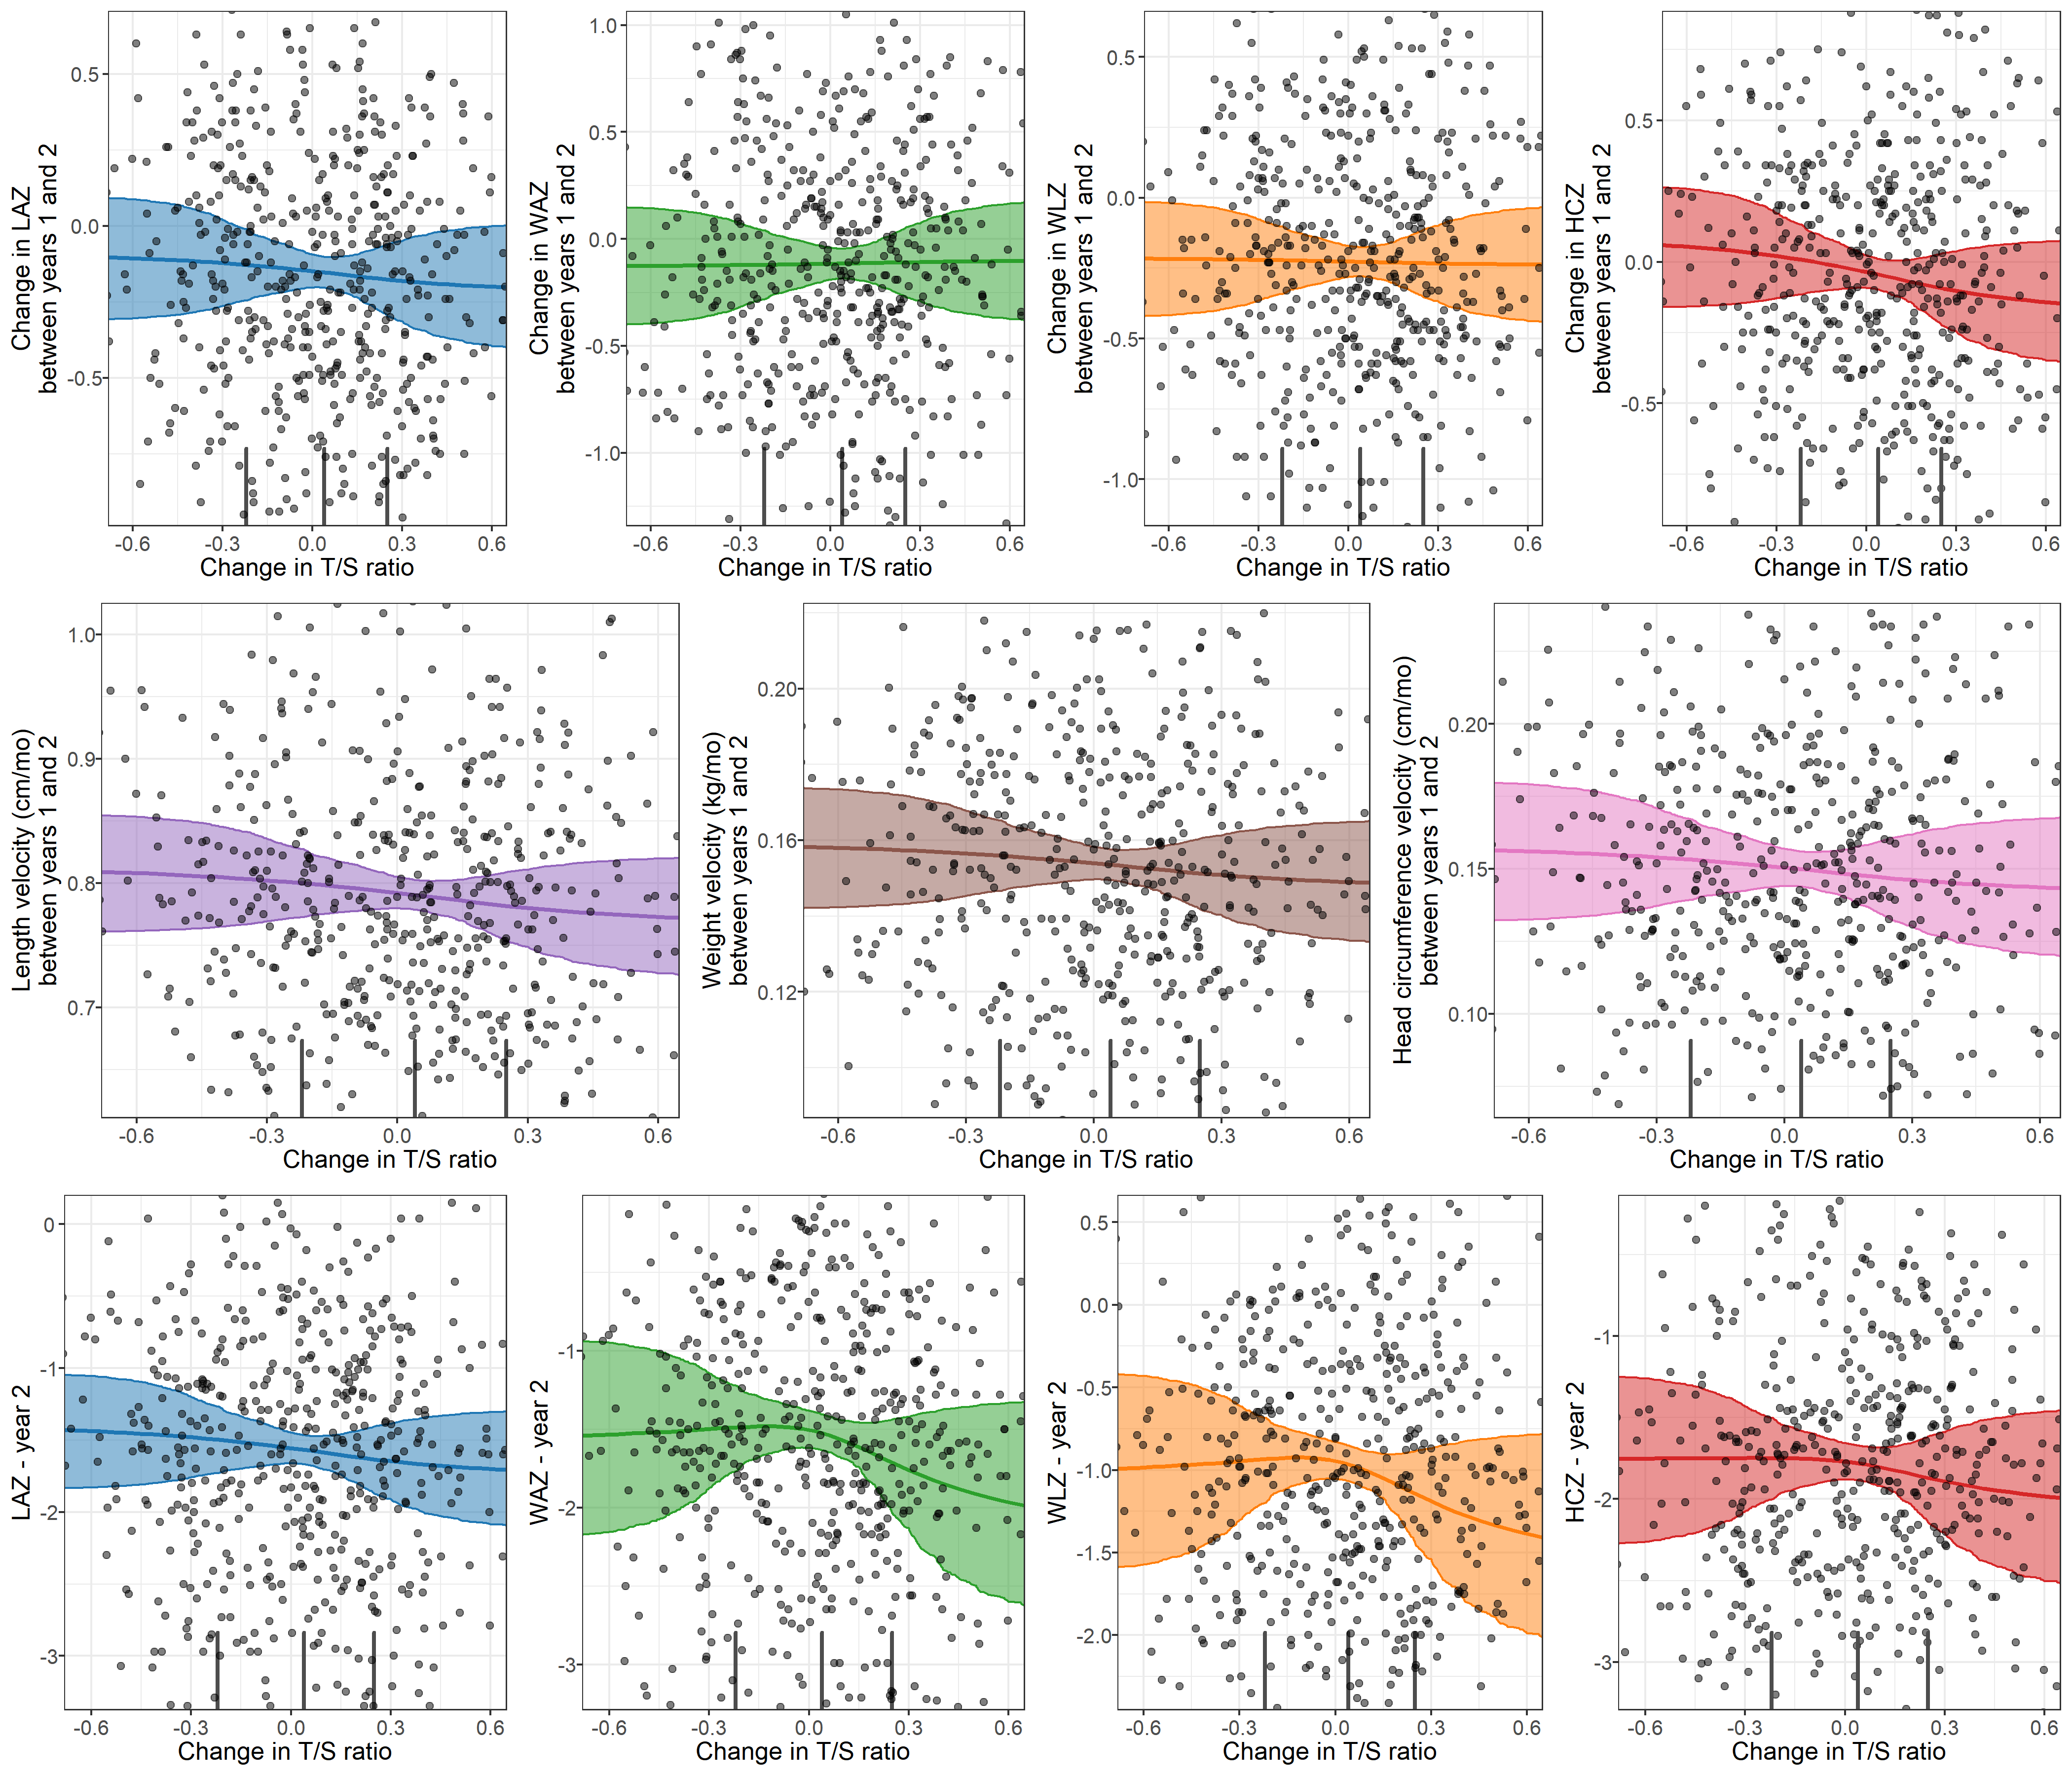 Change in LAZ
between years 1 and 2
0.5
0.0
-0.5
-0.6 -0.3 0.0 0.3 0.6
Change in T/S ratio
Change in WAZ
between years 1 and 2
1.0
0.5
0.0
-0.5
-1.0
-0.6 -0.3 0.0 0.3 0.6
Change in T/S ratio
Change in WLZ
between years 1 and 2
0.5
0.0
-0.5
-1.0
-0.6 -0.3 0.0 0.3 0.6
Change in T/S ratio
Change in HCZ
between years 1 and 2
0.5
0.0
-0.5
-0.6 -0.3 0.0 0.3 0.6
Change in T/S ratio
Length velocity (cm/mo)
between years 1 and 2
1.0
0.9
0.8
0.7
-0.6 -0.3 0.0 0.3 0.6
Change in T/S ratio
Weight velocity (kg/mo)
between years 1 and 2
0.20
0.16
0.12
-0.6 -0.3 0.0 0.3 0.6
Change in T/S ratio
Head circumference velocity (cm/mo)
between years 1 and 2
0.20
0.15
0.10
-0.6 -0.3 0.0 0.3 0.6
Change in T/S ratio
LAZ - year 2
0
-1
-2
-3
-0.6 -0.3 0.0 0.3 0.6
Change in T/S ratio
WAZ - year 2
-1
-2
-3
-0.6 -0.3 0.0 0.3 0.6
Change in T/S ratio
WLZ - year 2
0.5
0.0
-0.5
-1.0
-1.5
-2.0
-0.6 -0.3 0.0 0.3 0.6
Change in T/S ratio
HCZ - year 2
-1
-2
-3
-0.6 -0.3 0.0 0.3 0.6
Change in T/S ratio